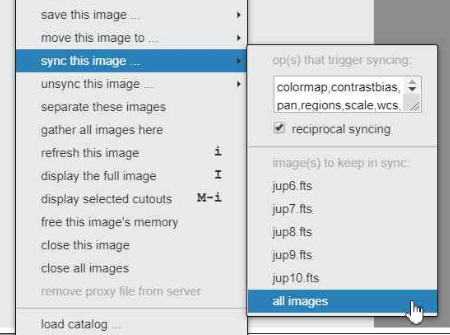 save this image ...
move this image to ...
sync this image ...
unsync this image ...
separate these images
gather all images here
refresh this image i
display the full image I
display selected cutouts M-i
free this image's memory
close this image
close all images
remove proxy file from server
load catalog ...
op(s) that trigger syncing:
colormap,contrastbias,
pan,regions,scale,wcs,
reciprocal syncing
image(s) to keep in sync:
jup6.fts
jup7.fts
jup8.fts
jup9.fts
jup10.fts
all images